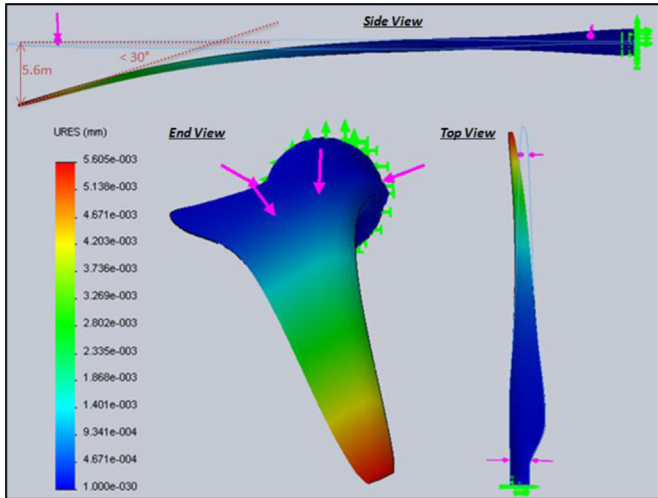 Side View
< 30°
5.6m
URES (mm)
End View
Top View
5.605e-003
5.138e-003
4.671e-003
4.203e-003
3.736e-003
3.269e-003
2.802e-003
2.335e-003
1.868e-003
1.401e-003
9.341e-004
4.671e-004
1.000e-030